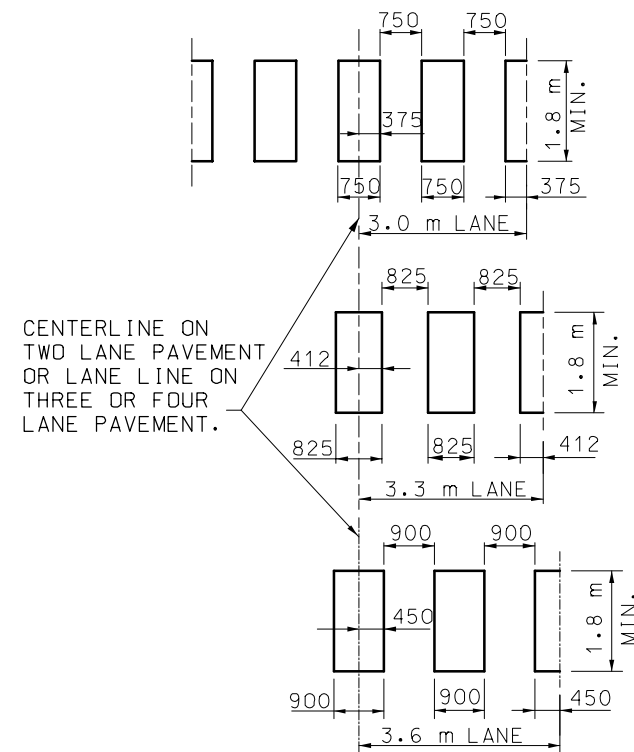 750 750
1.8 m
MIN.
375
750 750 375
3.0 m LANE
825 825
CENTERLINE ON
TWO LANE PAVEMENT
OR LANE LINE ON
THREE OR FOUR
LANE PAVEMENT.
412
1.8 m
MIN.
825 825 412
3.3 m LANE
900 900
450
1.8 m
MIN.
900 900 450
3.6 m LANE